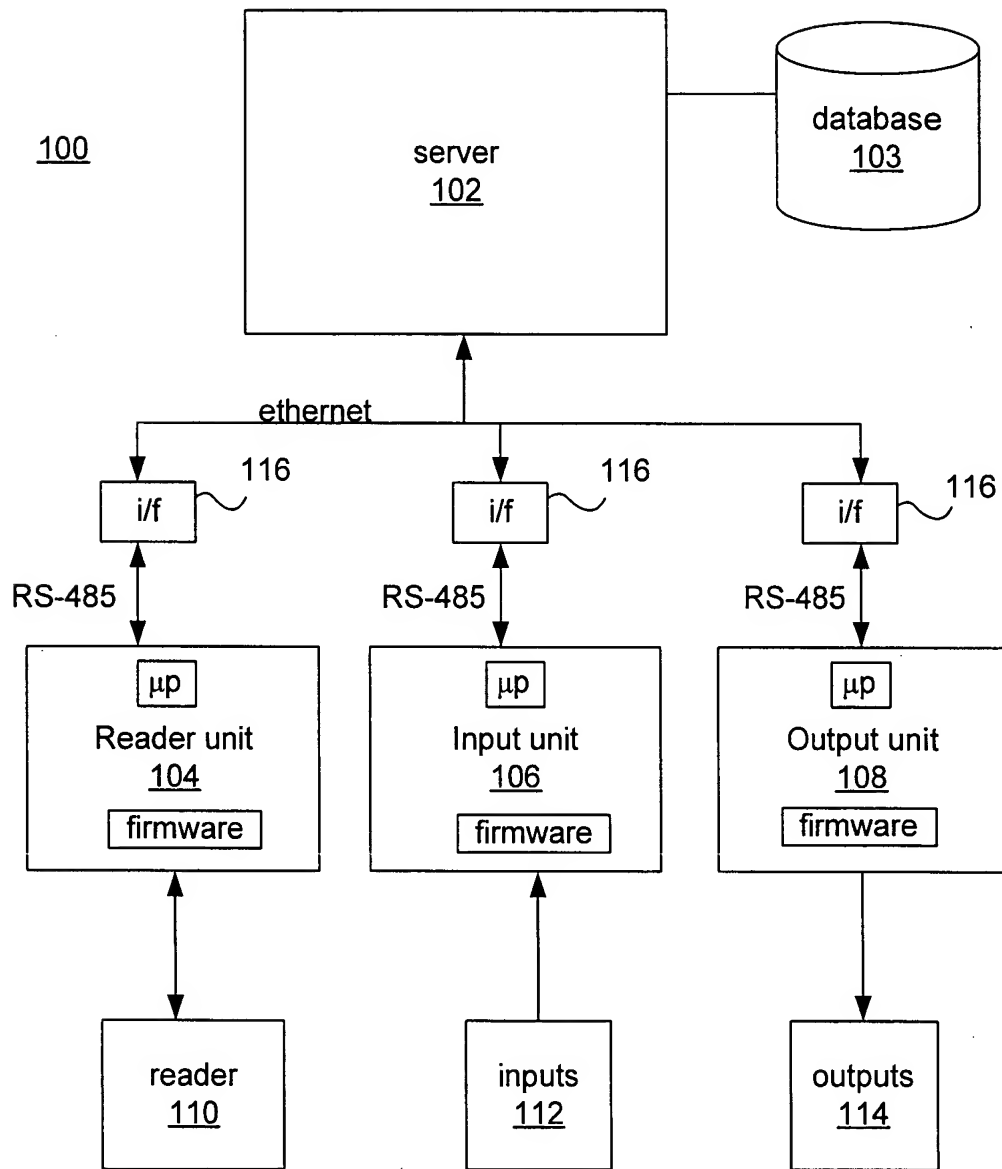 100
server
102
database
103
ethernet
116
116
116
i/f
i/f
i/f
RS-485
RS-485
RS-485
μp
μp
μp
Reader unit
104
Input unit
106
Output unit
108
firmware
firmware
firmware
reader
110
inputs
112
outputs
114